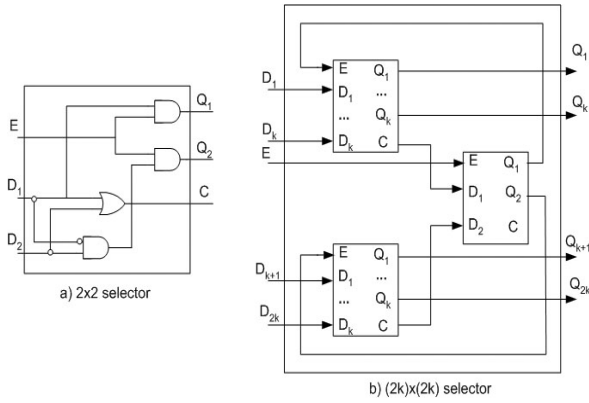 E
D1
D2
Q1
Q2
C
a) 2x2 selector
D1
Dk
E
Dk+1
D2k
E Q1
D1 ...
... Qk
Dk C
E Q1
D1 Q2
D2 C
E Q1
D1 ...
... Qk
Dk C
Q1
Qk
Qk+1
Q2k
b) (2k)x(2k) selector